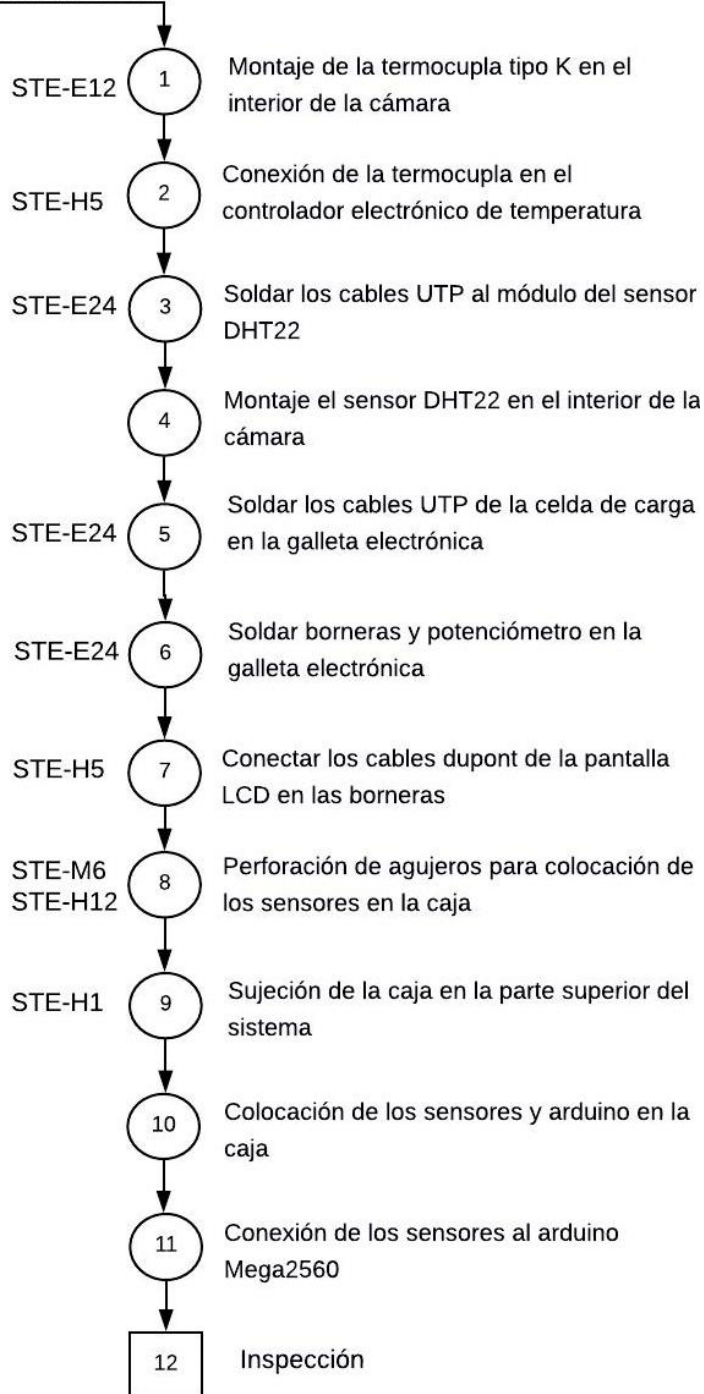 STE-E12
1
Montaje de la termocupla tipo K en el
interior de la cámara
STE-H5
2
Conexión de la termocupla en el
controlador electrónico de temperatura
STE-E24
3
Soldar los cables UTP al módulo del sensor
DHT22
4
Montaje el sensor DHT22 en el interior de la
cámara
STE-E24
5
Soldar los cables UTP de la celda de carga
en la galleta electrónica
STE-E24
6
Soldar borneras y potenciómetro en la
galleta electrónica
STE-H5
7
Conectar los cables dupont de la pantalla
LCD en las borneras
STE-M6
STE-H12
8
Perforación de agujeros para colocación de
los sensores en la caja
STE-H1
9
Sujeción de la caja en la parte superior del
sistema
10
Colocación de los sensores y arduino en la
caja
11
Conexión de los sensores al arduino
Mega2560
12
Inspección